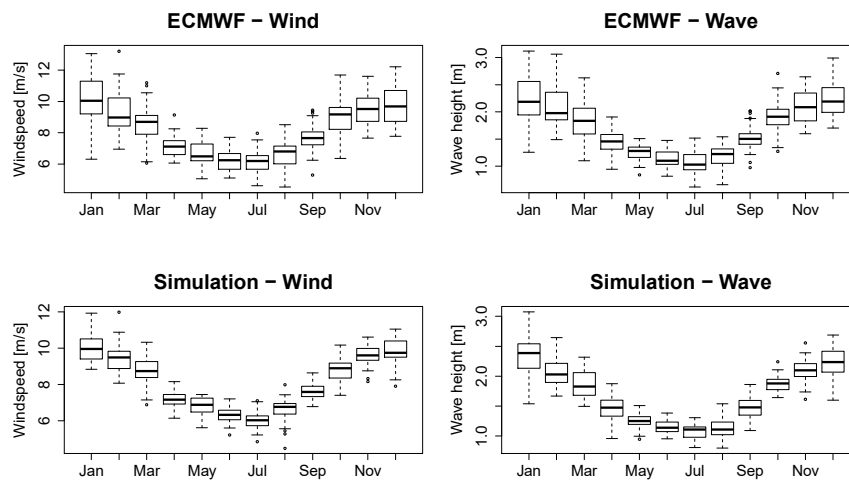 ECMWF − Wind
Windspeed [m/s]
12
10
8
6
Jan Mar May Jul Sep Nov
ECMWF − Wave
Wave height [m]
3.0
2.0
1.0
Jan Mar May Jul Sep Nov
Simulation − Wind
Windspeed [m/s]
12
10
8
6
Jan Mar May Jul Sep Nov
Simulation − Wave
Wave height [m]
3.0
2.0
1.0
Jan Mar May Jul Sep Nov